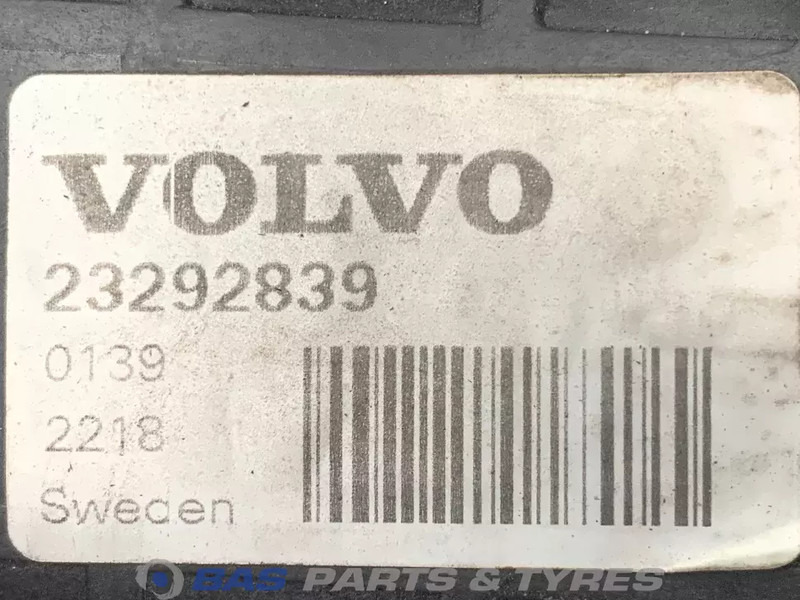 VOLVO
23292839
0139
2218
Sweden
BAS PARTS & TYRES